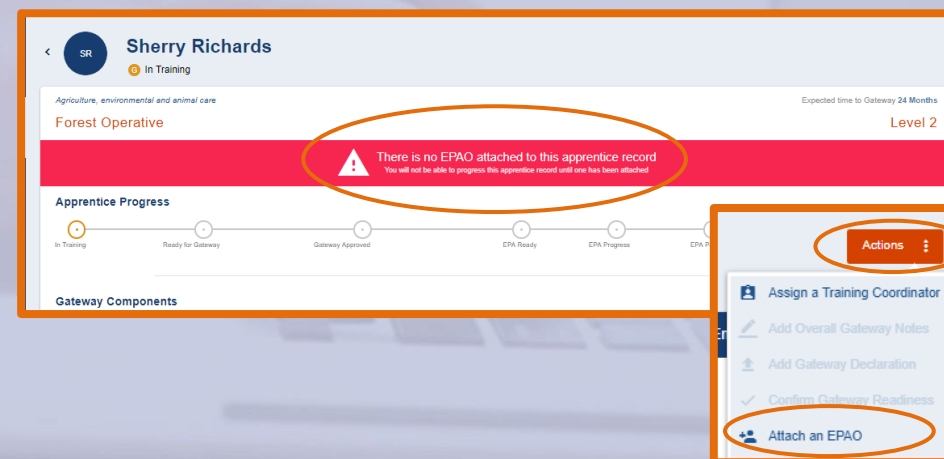 SR
Sherry Richards
G In Training
Agriculture, environmental and animal care
Expected time to Gateway 24 Months
Forest Operative
Level 2
There is no EPAO attached to this apprentice record
You will not be able to progress this apprentice record until one has been attached
Apprentice Progress
In Training
Ready for Gateway
Gateway Approved
EPA Ready
EPA Progress
EPA P
Gateway Components
Actions
Assign a Training Coordinator
Add Overall Gateway Notes
Add Gateway Declaration
Confirm Gateway Readiness
Attach an EPAO